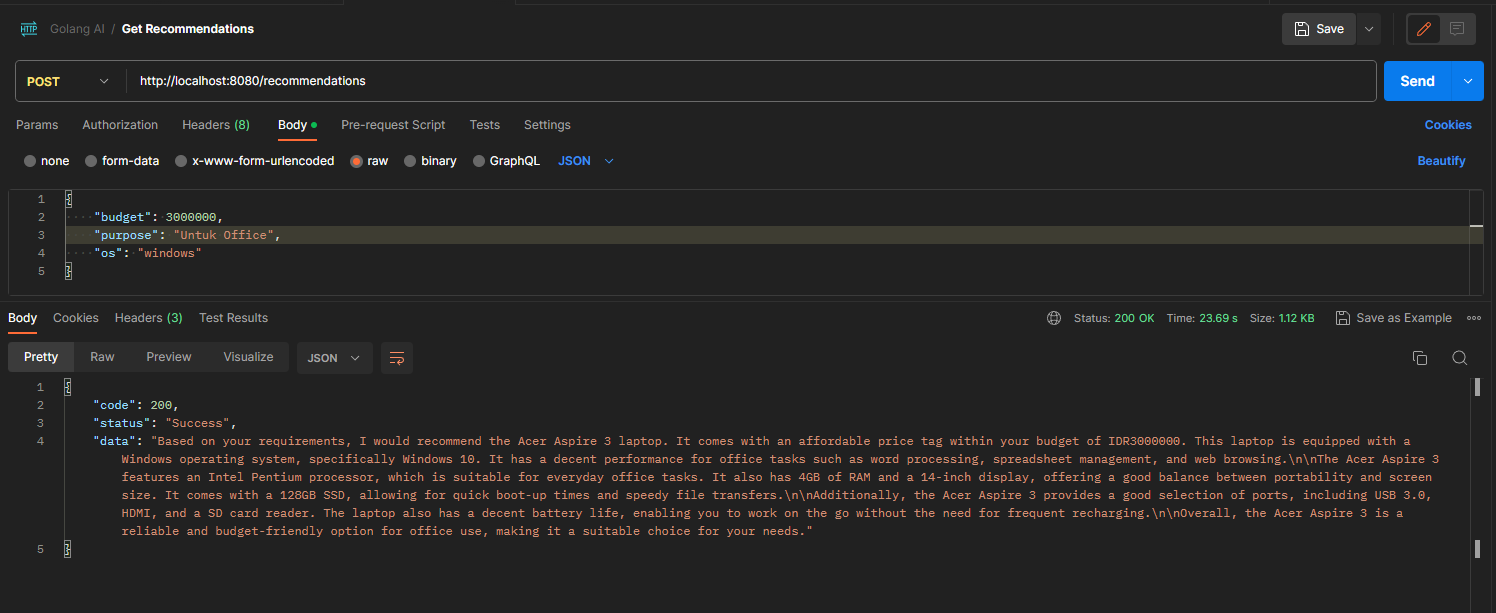 HTTP Golang AI / Get Recommendations Save
POST http://localhost:8080/recommendations Send
Params Authorization Headers (8) Body Pre-request Script Tests Settings Cookies
none form-data x-www-form-urlencoded raw binary GraphQL JSON Beautify
1 {
2 "budget": 3000000,
3 "purpose": "Untuk Office",
4 "os": "windows"
5 }
Body Cookies Headers (3) Test Results Status: 200 OK Time: 23.69 s Size: 1.12 KB Save as Example
Pretty Raw Preview Visualize JSON
1 {
2 "code": 200,
3 "status": "Success",
4 "data": "Based on your requirements, I would recommend the Acer Aspire 3 laptop. It comes with an affordable price tag within your budget of IDR3000000. This laptop is equipped with a
Windows operating system, specifically Windows 10. It has a decent performance for office tasks such as word processing, spreadsheet management, and web browsing.\n\nThe Acer Aspire 3
features an Intel Pentium processor, which is suitable for everyday office tasks. It also has 4GB of RAM and a 14-inch display, offering a good balance between portability and screen
size. It comes with a 128GB SSD, allowing for quick boot-up times and speedy file transfers.\n\nAdditionally, the Acer Aspire 3 provides a good selection of ports, including USB 3.0,
HDMI, and a SD card reader. The laptop also has a decent battery life, enabling you to work on the go without the need for frequent recharging.\n\nOverall, the Acer Aspire 3 is a
reliable and budget-friendly option for office use, making it a suitable choice for your needs."
5 }